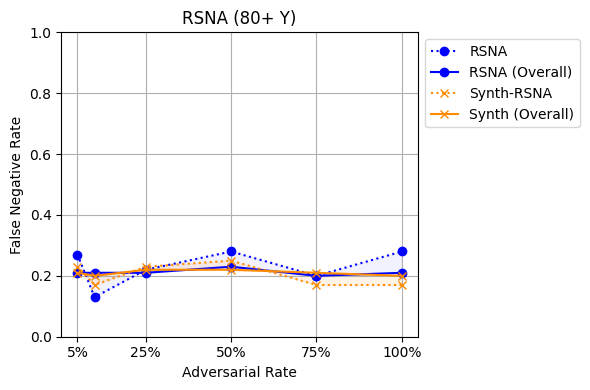 RSNA (80+ Y)
1.0
0.8
0.6
0.4
0.2
0.0
False Negative Rate
5%
25%
50%
75%
100%
Adversarial Rate
RSNA
RSNA (Overall)
Synth-RSNA
Synth (Overall)